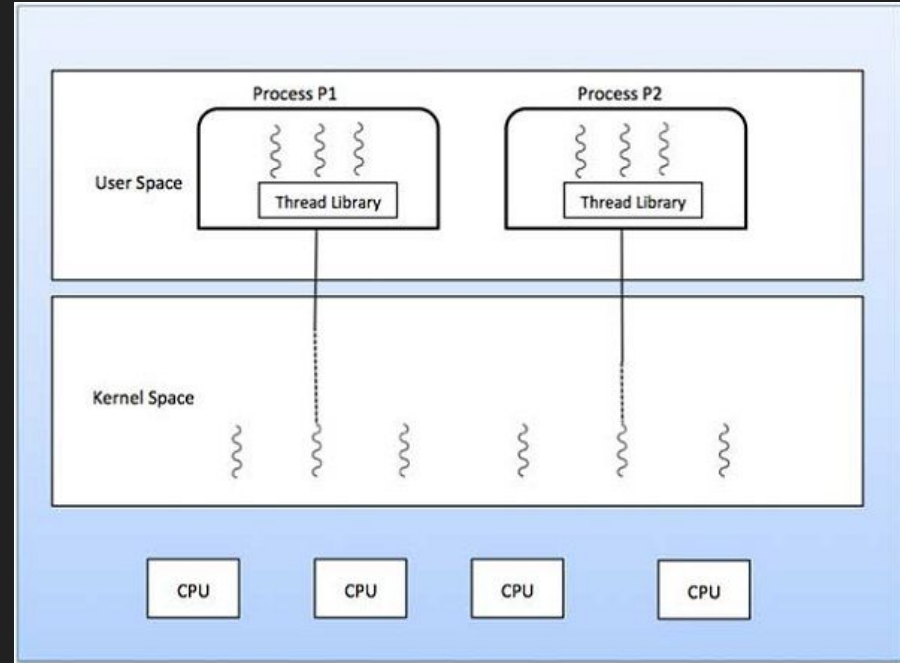 Process P1
Process P2
User Space
Thread Library
Thread Library
Kernel Space
CPU
CPU
CPU
CPU